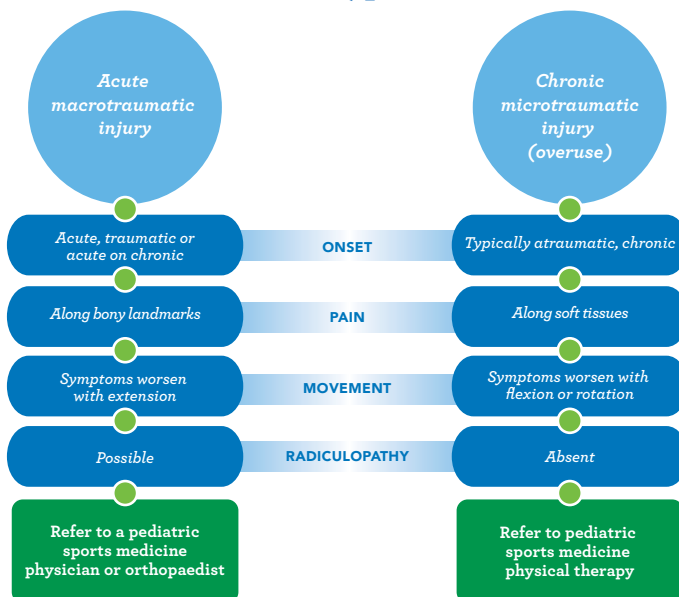 Acute
macrotraumatic
injury
Chronic
microtraumatic
injury
(overuse)
Acute, traumatic or
acute on chronic
ONSET
Typically atraumatic, chronic
Along bony landmarks
PAIN
Along soft tissues
Symptoms worsen
with extension
MOVEMENT
Symptoms worsen with
flexion or rotation
Possible
RADICULOPATHY
Absent
Refer to a pediatric
sports medicine
physician or orthopaedist
Refer to pediatric
sports medicine
physical therapy